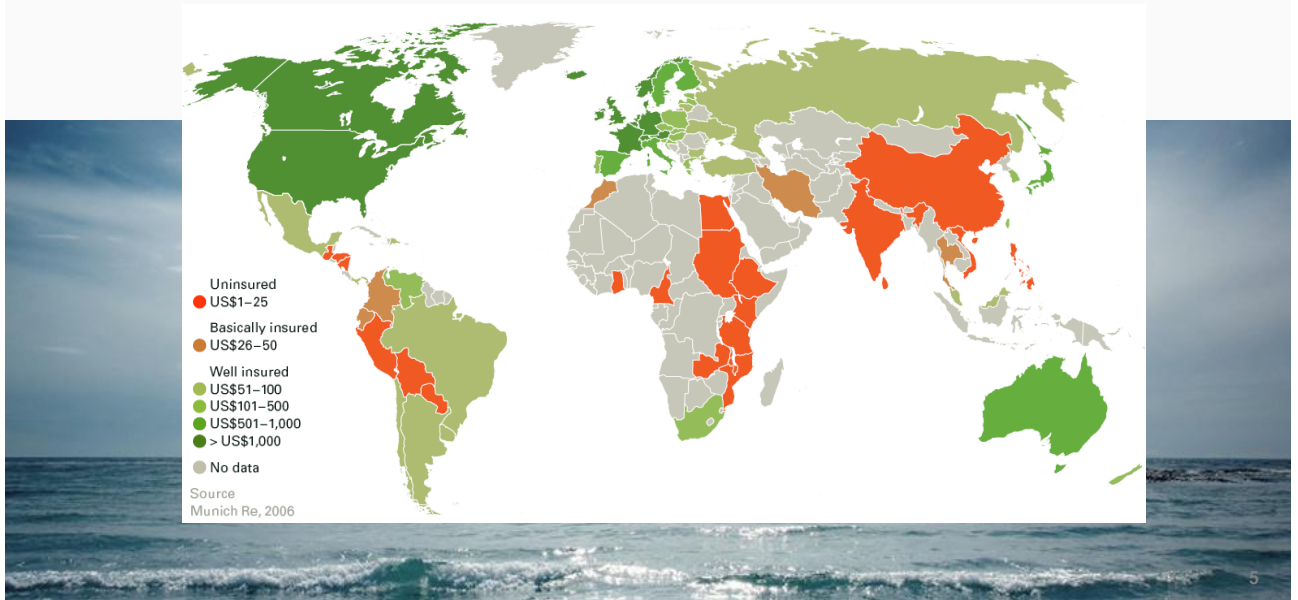 Uninsured
US$1–25
Basically insured
US$26–50
Well insured
US$51–100
US$101–500
US$501–1,000
> US$1,000
No data
Source
Munich Re, 2006
5